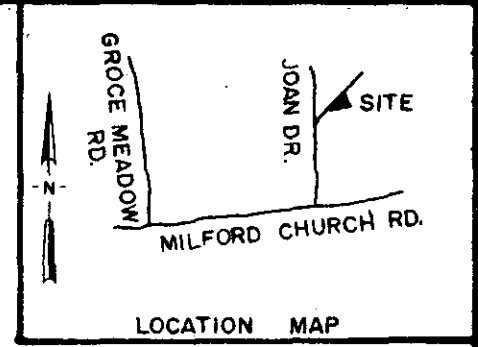 GROCE MEADOW
RD.
JOAN DR.
SITE
-N-
MILFORD CHURCH RD.
LOCATION MAP